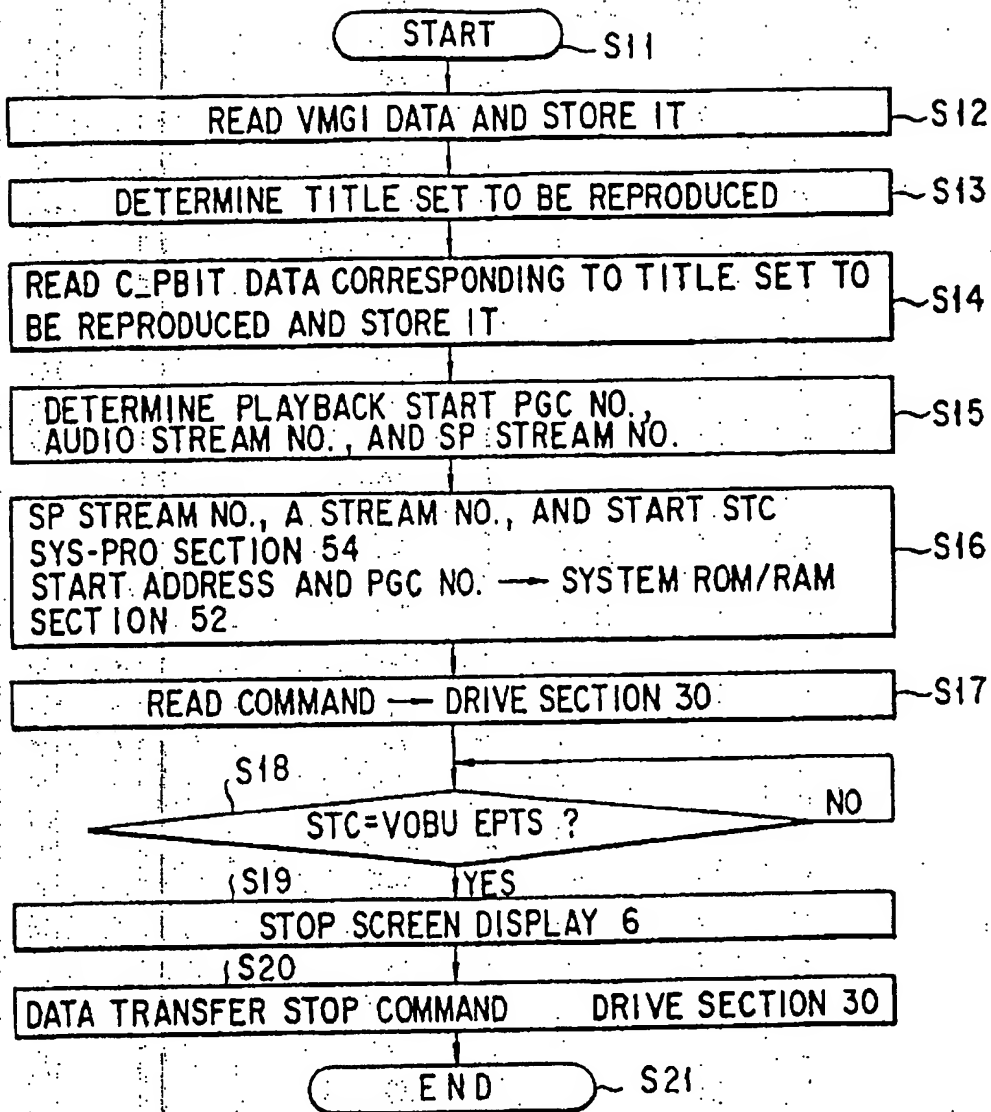 START
S11
READ VMGI DATA AND STORE IT
S12
DETERMINE TITLE SET TO BE REPRODUCED
S13
READ C_PBIT DATA CORRESPONDING TO TITLE SET TO
BE REPRODUCED AND STORE IT
S14
DETERMINE PLAYBACK START PGC NO.,
AUDIO STREAM NO., AND SP STREAM NO.
S15
SP STREAM NO., A STREAM NO., AND START STC
SYS-PRO SECTION 54
START ADDRESS AND PGC NO. → SYSTEM ROM/RAM
SECTION 52
S16
READ COMMAND — DRIVE SECTION 30
S17
S18
STC=VOBU EPTS ?
NO
YES
S19
STOP SCREEN DISPLAY 6
S20
DATA TRANSFER STOP COMMAND DRIVE SECTION 30
END
S21